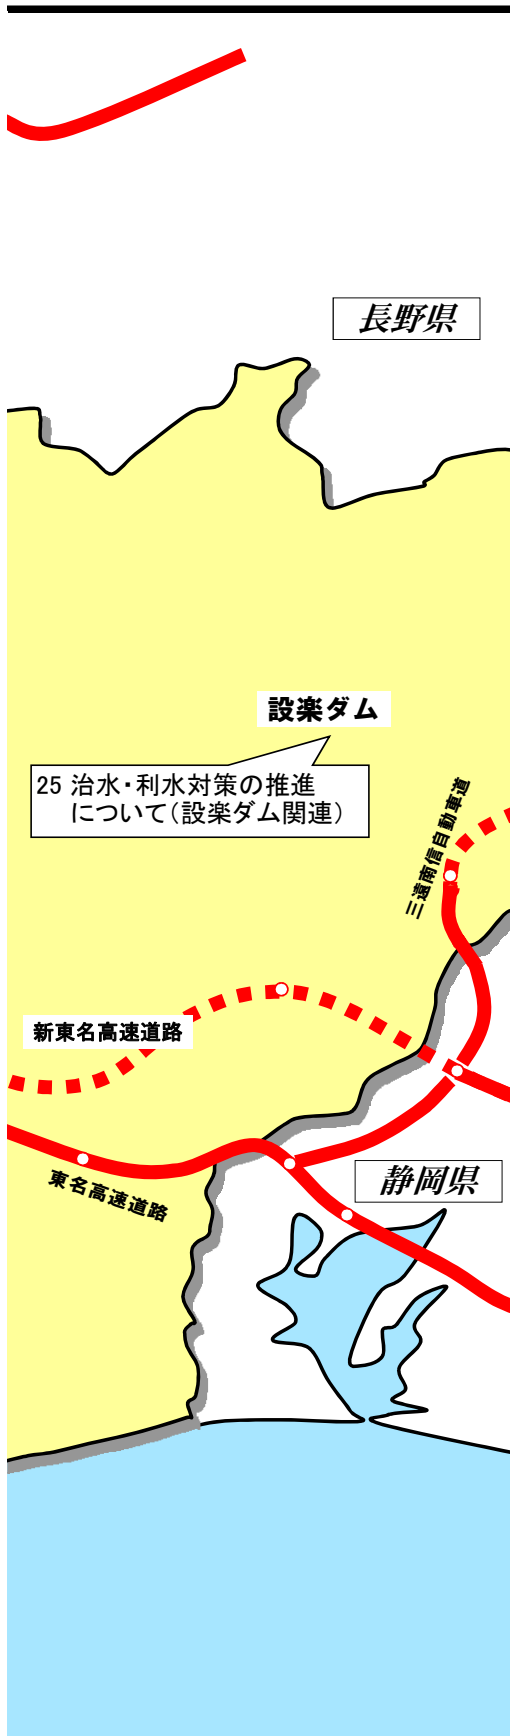 長野県
設楽ダム
25 治水・利水対策の推進
について(設楽ダム関連)
三遠南信自動車道
新東名高速道路
東名高速道路
静岡県